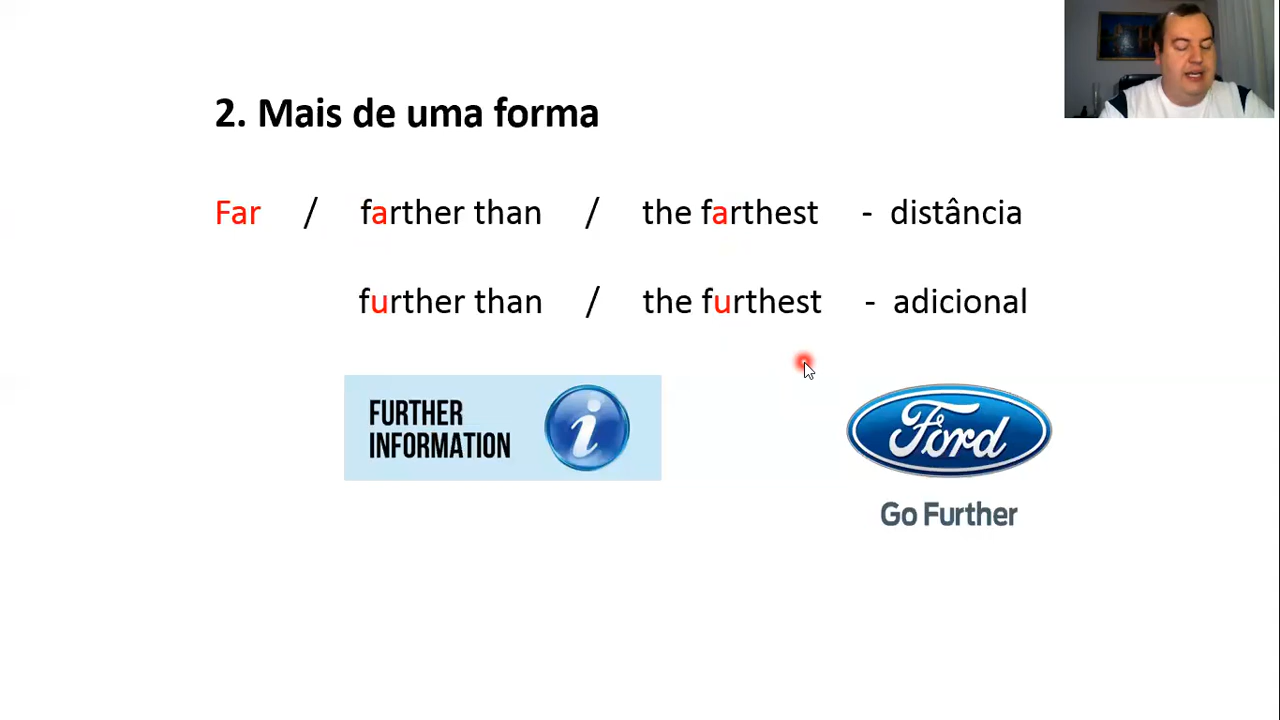 2. Mais de uma forma
Far / farther than / the farthest - distância
further than / the furthest - adicional
FURTHER
INFORMATION
i
Ford
Go Further